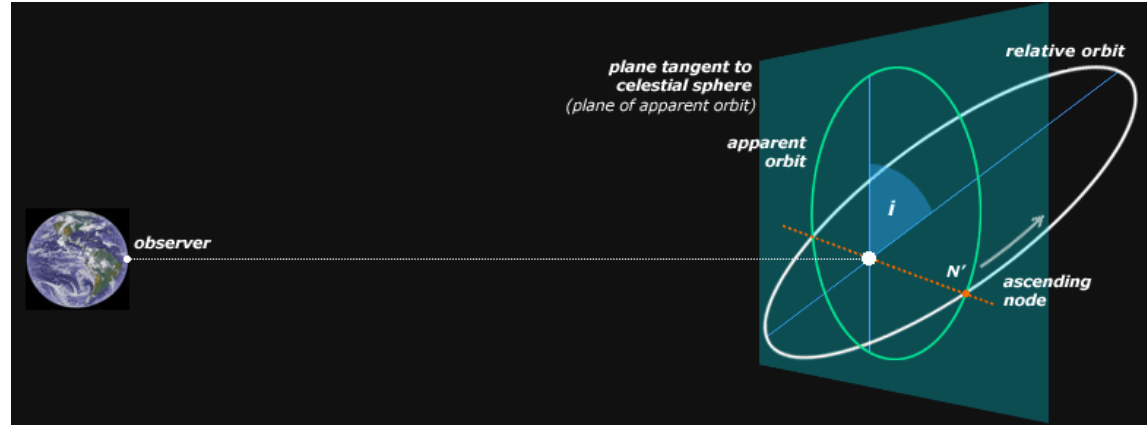 relative orbit
plane tangent to
celestial sphere
(plane of apparent orbit)
apparent
orbit
i
observer
N'
ascending
node